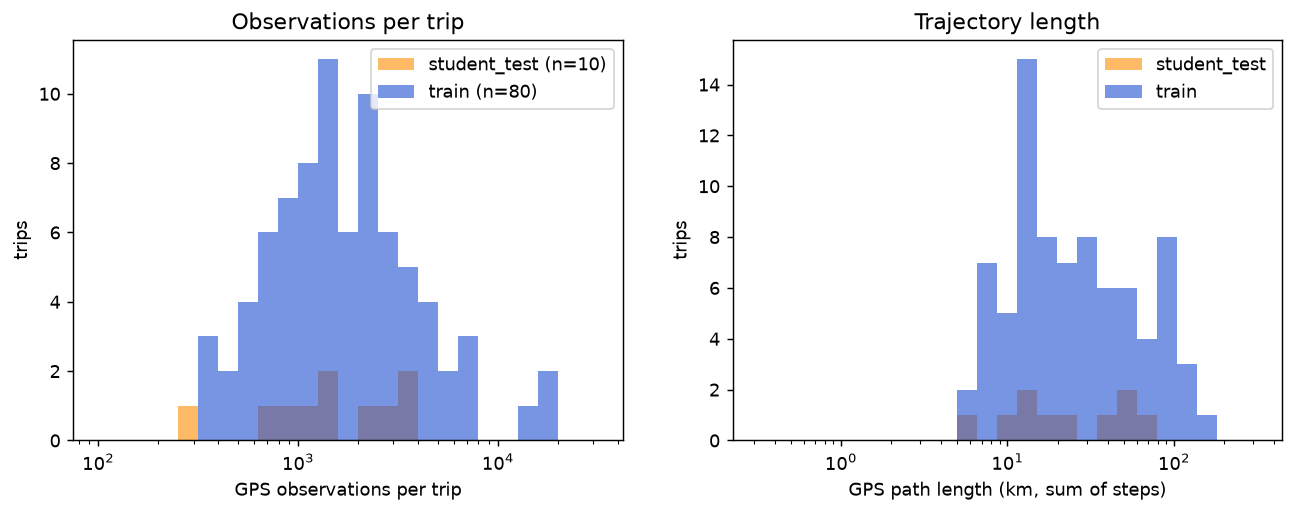 Observations per trip
student_test (n=10)
train (n=80)
10
8
6
4
2
0
trips
10²
10³
10⁴
GPS observations per trip
Trajectory length
student_test
train
14
12
10
8
6
4
2
0
trips
10⁰
10¹
10²
GPS path length (km, sum of steps)